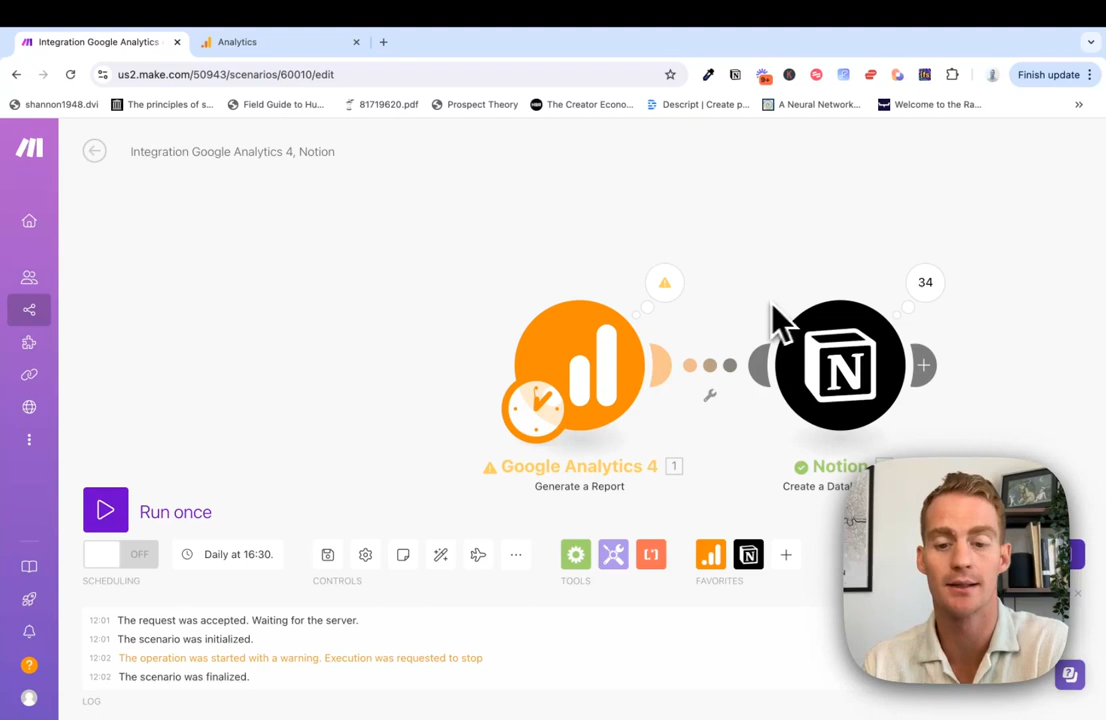 Integration Google Analytics
Analytics
us2.make.com/50943/scenarios/60010/edit
9+
Finish update
shannon1948.dvi
The principles of s...
Field Guide to Hu...
81719620.pdf
Prospect Theory
The Creator Econo...
Descript | Create p...
A Neural Network...
Welcome to the Ra...
Integration Google Analytics 4, Notion
34
N
Google Analytics 4 1
Notion
Generate a Report
Create a Data
Run once
OFF
Daily at 16:30.
SCHEDULING
CONTROLS
TOOLS
FAVORITES
12:01 The request was accepted. Waiting for the server.
12:01 The scenario was initialized.
12:02 The operation was started with a warning. Execution was requested to stop
12:02 The scenario was finalized.
LOG